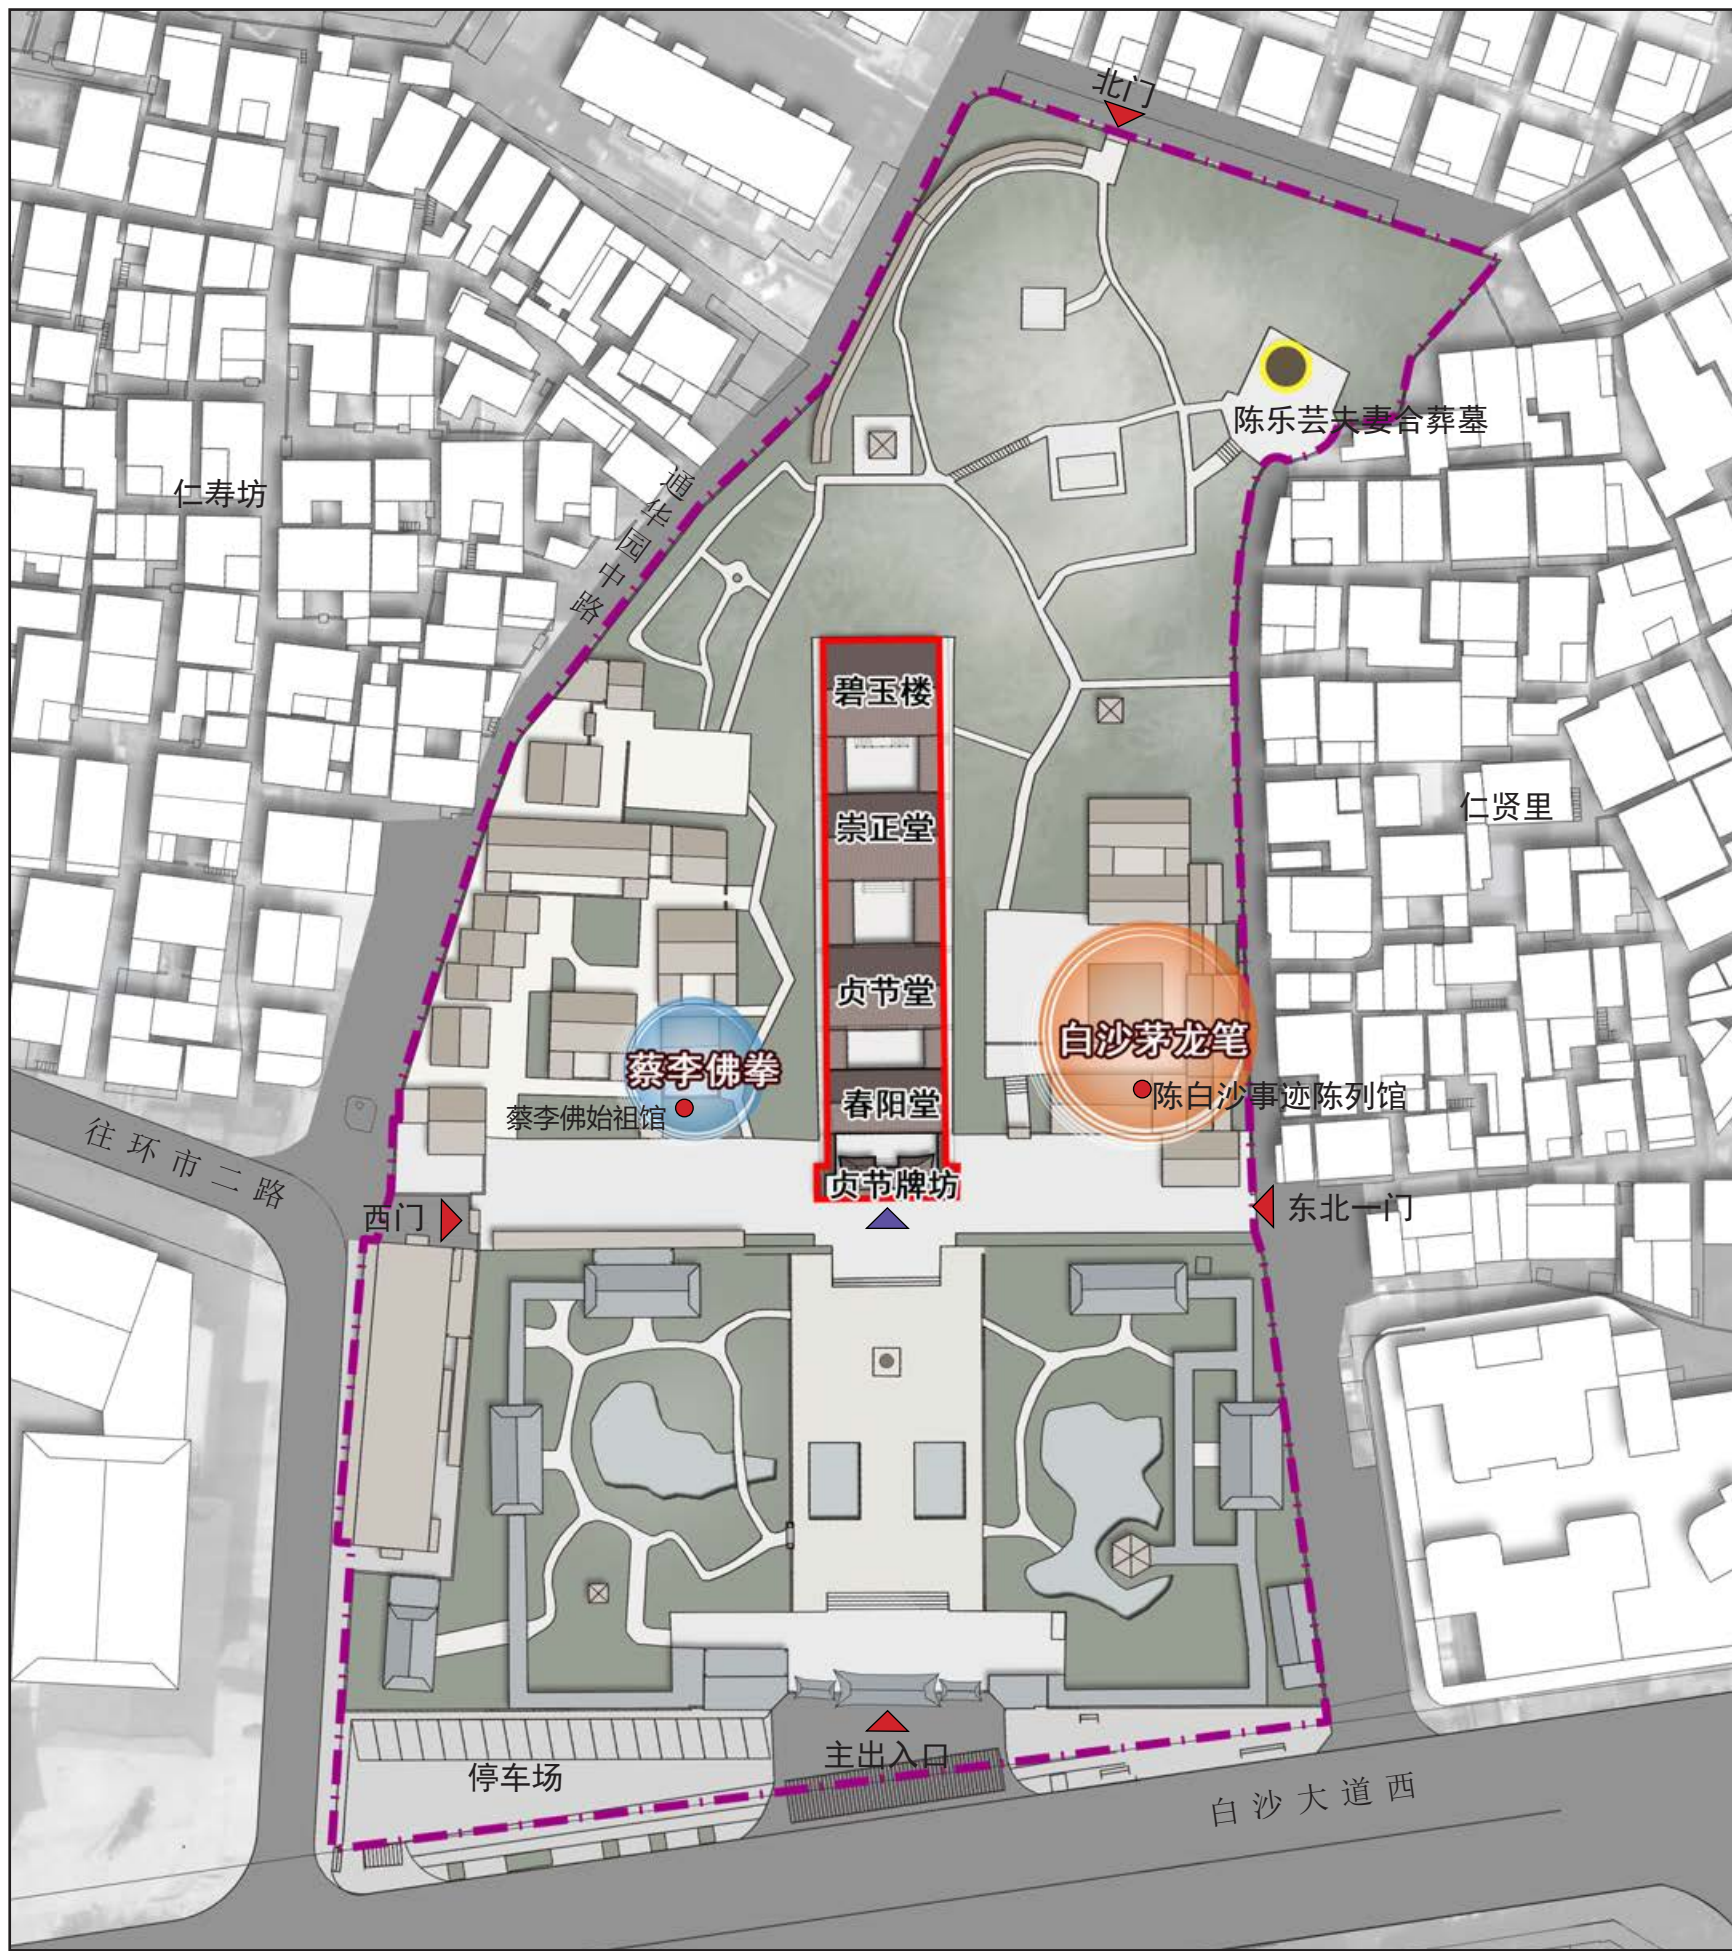 北门
陈乐芸夫妻合葬墓
仁寿坊
通华园中路
碧玉楼
仁贤里
崇正堂
贞节堂
白沙茅龙笔
蔡李佛拳
陈白沙事迹陈列馆
春阳堂
蔡李佛始祖馆
往环市二路
贞节牌坊
西门
东北一门
主出入口
停车场
白沙大道西